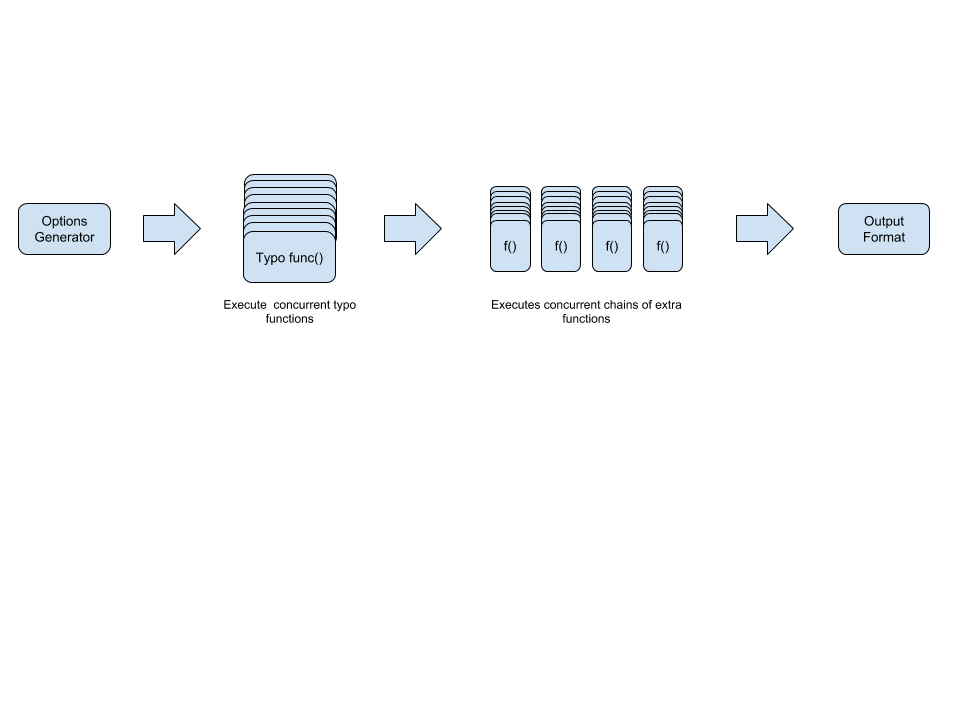 Options
Generator
Typo func()
Execute  concurrent typo
functions
f()
f()
f()
f()
Executes concurrent chains of extra
functions
Output
Format